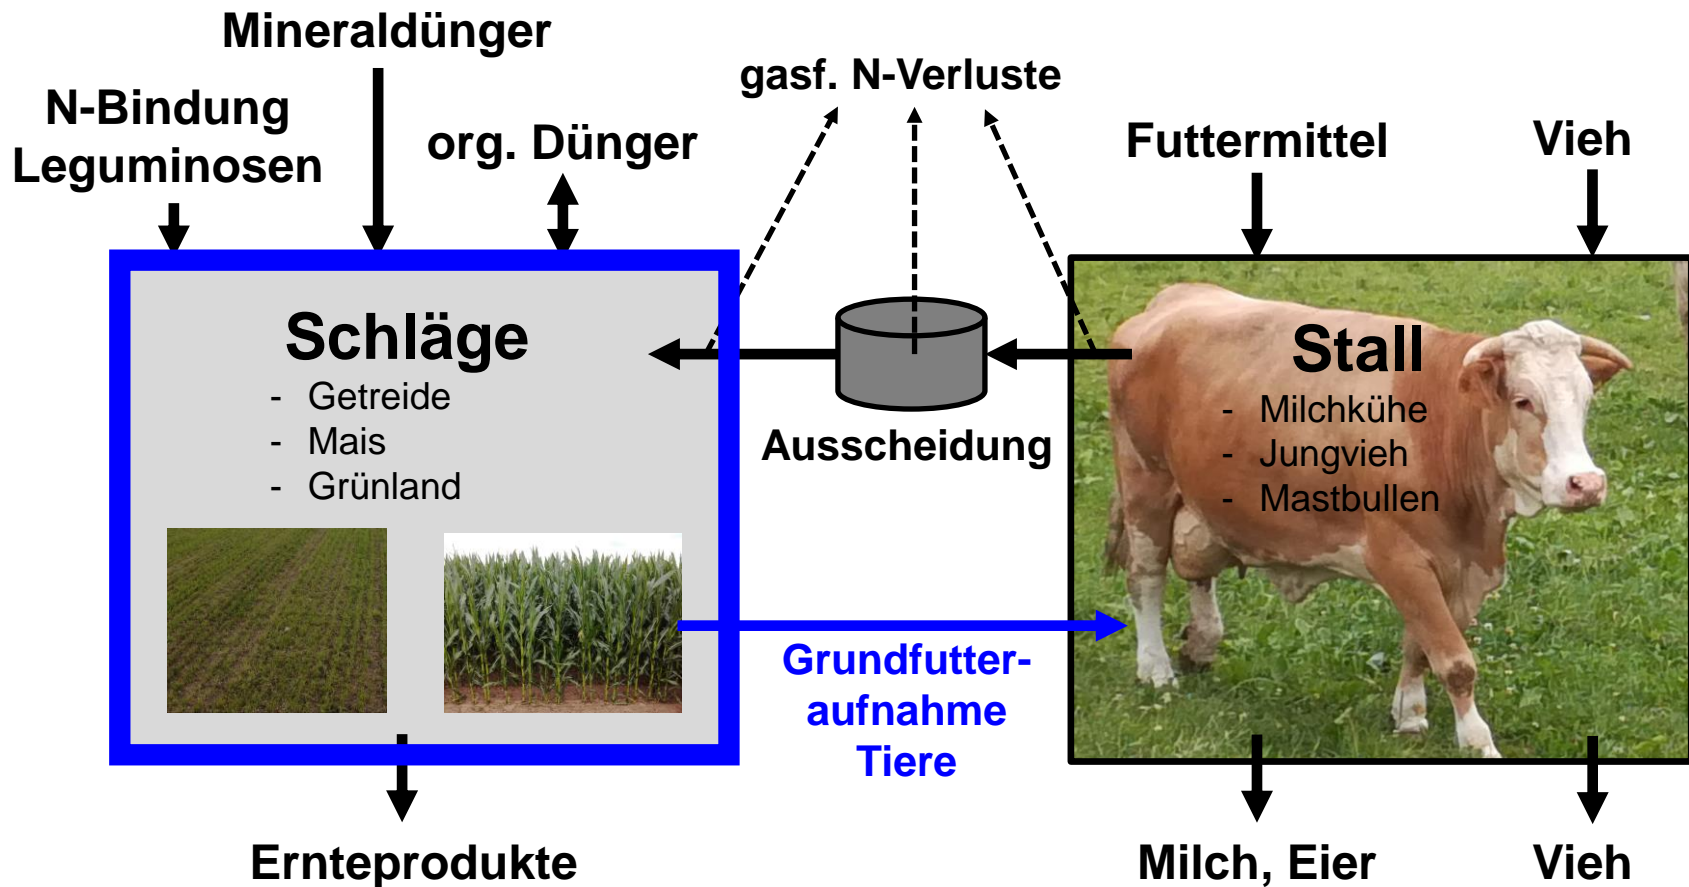 Mineraldünger
gasf. N-Verluste
N-Bindung
Leguminosen
org. Dünger
Futtermittel
Vieh
Schläge
- Getreide
- Mais
- Grünland
Ausscheidung
Stall
- Milchkühe
- Jungvieh
- Mastbullen
Grundfutter-
aufnahme
Tiere
Ernteprodukte
Milch, Eier
Vieh